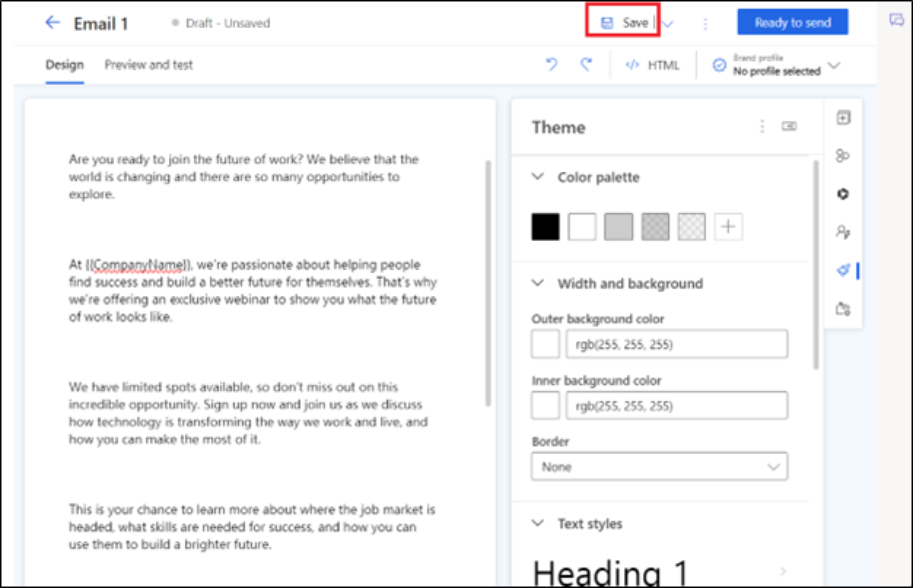 Email 1
Draft - Unsaved
Save
Ready to send
Design
Preview and test
HTML
Brand profile
No profile selected
Are you ready to join the future of work? We believe that the
world is changing and there are so many opportunities to
explore.
At {{CompanyName}}, we're passionate about helping people
find success and build a better future for themselves. That's why
we're offering an exclusive webinar to show you what the future
of work looks like.
We have limited spots available, so don't miss out on this
incredible opportunity. Sign up now and join us as we discuss
how technology is transforming the way we work and live, and
how you can make the most of it.
This is your chance to learn more about where the job market is
headed, what skills are needed for success, and how you can
use them to build a brighter future.
Theme
Color palette
Width and background
Outer background color
rgb(255, 255, 255)
Inner background color
rgb(255, 255, 255)
Border
None
Text styles
Heading 1